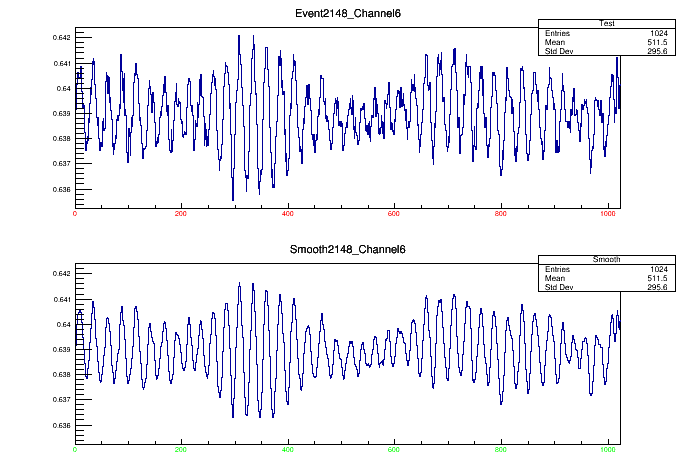 Event2148_Channel6
Test
Entries 1024
Mean 511.5
Std Dev 295.6
0.642
0.641
0.64
0.639
0.638
0.637
0.636
0 200 400 600 800 1000
Smooth2148_Channel6
Smooth
Entries 1024
Mean 511.5
Std Dev 295.6
0.642
0.641
0.64
0.639
0.638
0.637
0.636
0 200 400 600 800 1000